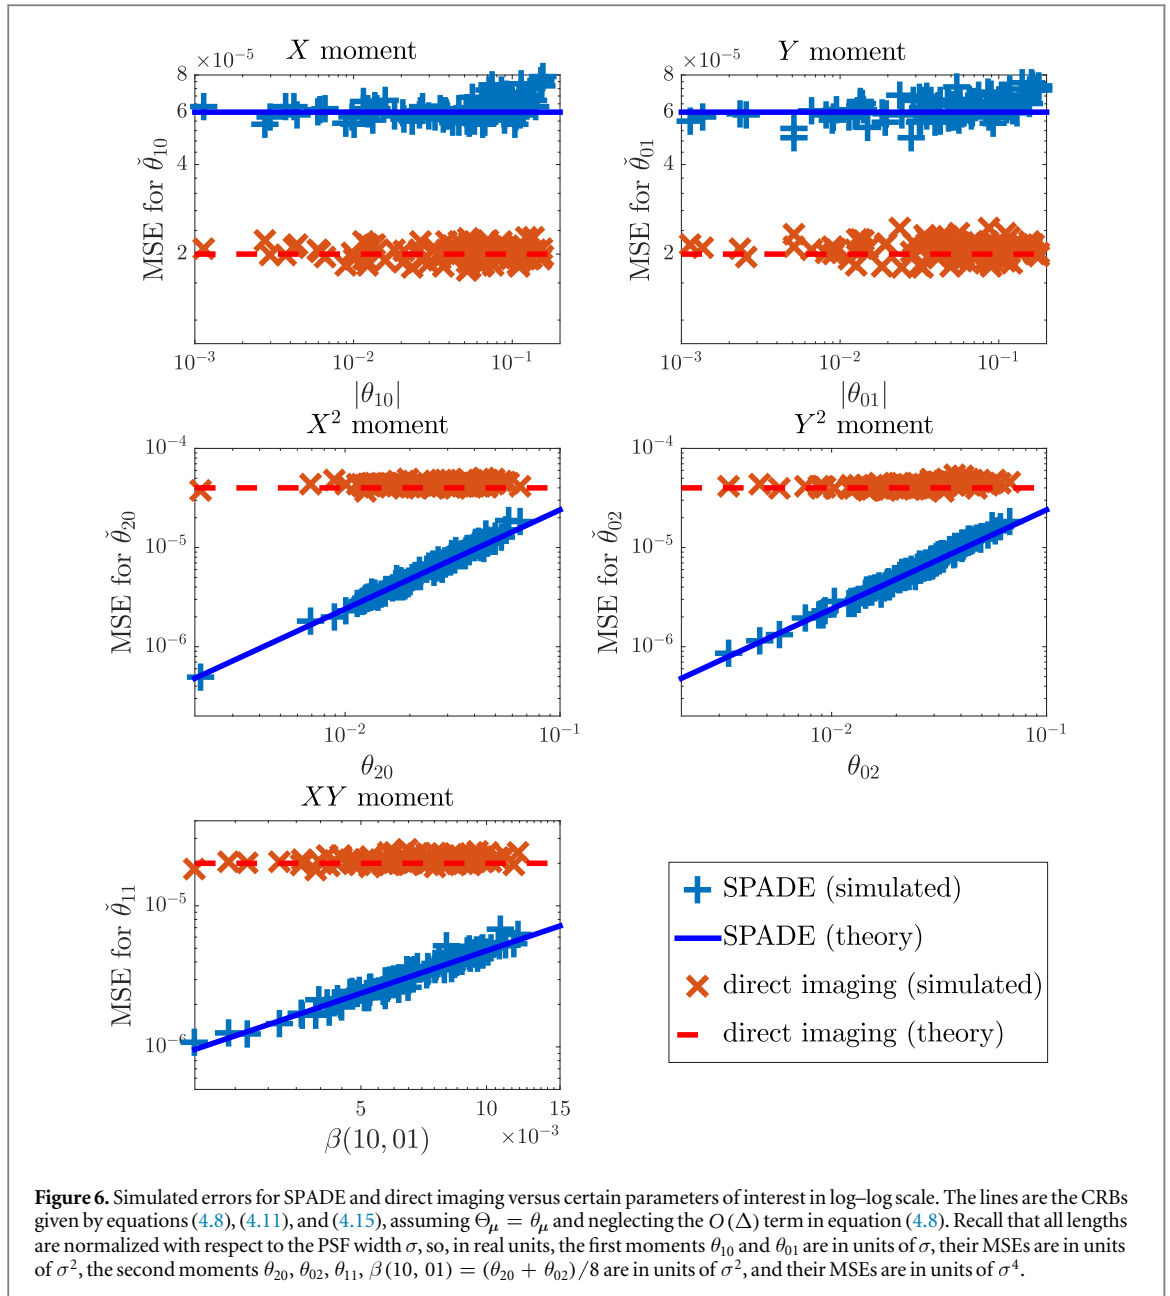 X moment
Y moment
×10⁻⁵
×10⁻⁵
8
6
4
2
8
6
4
2
MSE for θ̌₁₀
MSE for θ̌₀₁
10⁻³ 10⁻² 10⁻¹
10⁻³ 10⁻² 10⁻¹
|θ₁₀|
|θ₀₁|
X² moment
Y² moment
10⁻⁴
10⁻⁵
10⁻⁶
10⁻⁴
10⁻⁵
10⁻⁶
MSE for θ̌₂₀
MSE for θ̌₀₂
10⁻² 10⁻¹
10⁻² 10⁻¹
θ₂₀
θ₀₂
XY moment
10⁻⁵
10⁻⁶
MSE for θ̌₁₁
5 10 15
×10⁻³
β(10, 01)
SPADE (simulated)
SPADE (theory)
direct imaging (simulated)
direct imaging (theory)
Figure 6. Simulated errors for SPADE and direct imaging versus certain parameters of interest in log–log scale. The lines are the CRBs
given by equations (4.8), (4.11), and (4.15), assuming Θ_μ = θ_μ and neglecting the O(Δ) term in equation (4.8). Recall that all lengths
are normalized with respect to the PSF width σ, so, in real units, the first moments θ₁₀ and θ₀₁ are in units of σ, their MSEs are in units
of σ², the second moments θ₂₀, θ₀₂, θ₁₁, β(10, 01) = (θ₂₀ + θ₀₂)/8 are in units of σ², and their MSEs are in units of σ⁴.